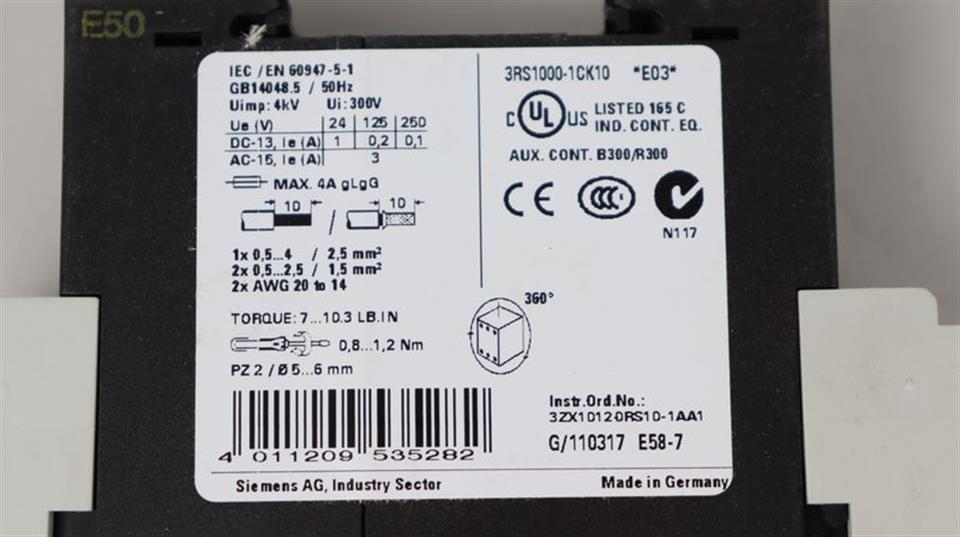 E50
IEC /EN 60947-5-1
GB14048.5 / 50Hz
Uimp: 4kV Ui: 300V
Ue (V) 24 125 250
DC-13, Ie (A) 1 0,2 0,1
AC-15, Ie (A) 3
MAX. 4A gLgG
10 / 10
1x 0,5...4 / 2,5 mm²
2x 0,5...2,5 / 1,5 mm²
2x AWG 20 to 14
TORQUE: 7...10.3 LB.IN
0,8...1,2 Nm
PZ 2 / Ø 5...6 mm
4 011209 535282
Siemens AG, Industry Sector
3RS1000-1CK10 *E03*
C UL US LISTED 165 C
IND. CONT. EQ.
AUX. CONT. B300/R300
CE CCC
N117
360°
Instr.Ord.No.:
3ZX1012-0RS10-1AA1
G/110317 E58-7
Made in Germany